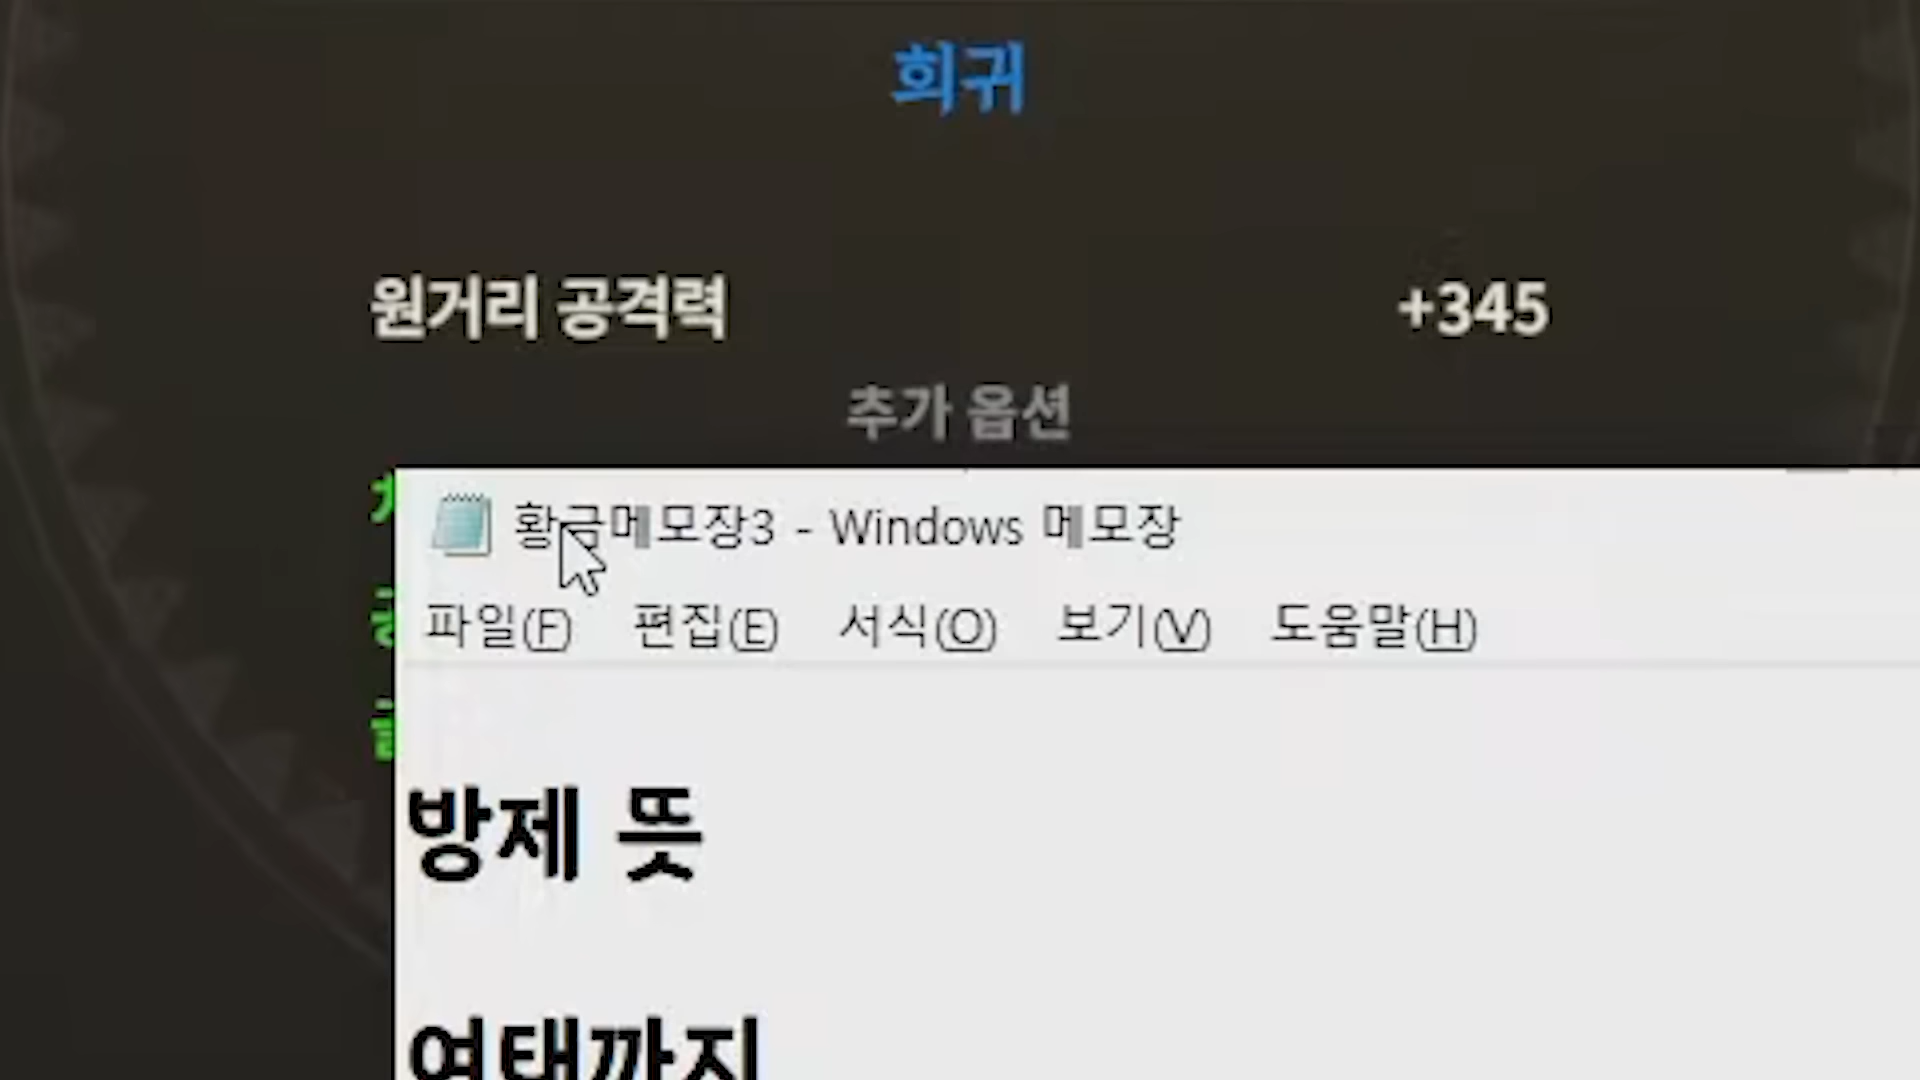 회귀
원거리 공격력 +345
추가 옵션
황금메모장3 - Windows 메모장
파일(F) 편집(E) 서식(O) 보기(V) 도움말(H)
방제 뜻
여태까지